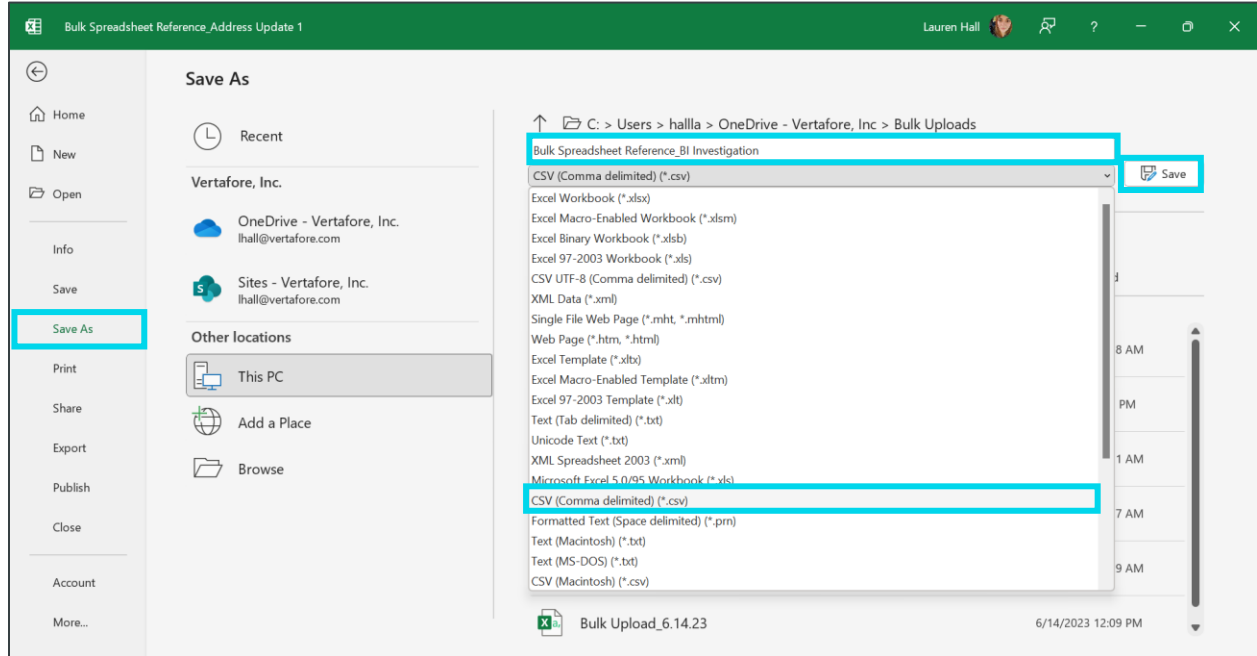 Bulk Spreadsheet Reference_Address Update 1
Lauren Hall
?
Home
New
Open
Info
Save
Save As
Print
Share
Export
Publish
Close
Account
More...
Save As
Recent
Vertafore, Inc.
OneDrive - Vertafore, Inc.
lhall@vertafore.com
Sites - Vertafore, Inc.
lhall@vertafore.com
Other locations
This PC
Add a Place
Browse
C: > Users > hallla > OneDrive - Vertafore, Inc > Bulk Uploads
Bulk Spreadsheet Reference_BI Investigation
CSV (Comma delimited) (*.csv)
Save
Excel Workbook (*.xlsx)
Excel Macro-Enabled Workbook (*.xlsm)
Excel Binary Workbook (*.xlsb)
Excel 97-2003 Workbook (*.xls)
CSV UTF-8 (Comma delimited) (*.csv)
XML Data (*.xml)
Single File Web Page (*.mht, *.mhtml)
Web Page (*.htm, *.html)
Excel Template (*.xltx)
Excel Macro-Enabled Template (*.xltm)
Excel 97-2003 Template (*.xlt)
Text (Tab delimited) (*.txt)
Unicode Text (*.txt)
XML Spreadsheet 2003 (*.xml)
Microsoft Excel 5.0/95 Workbook (*.xls)
CSV (Comma delimited) (*.csv)
Formatted Text (Space delimited) (*.prn)
Text (Macintosh) (*.txt)
Text (MS-DOS) (*.txt)
CSV (Macintosh) (*.csv)
8 AM
PM
1 AM
7 AM
9 AM
Bulk Upload_6.14.23
6/14/2023 12:09 PM